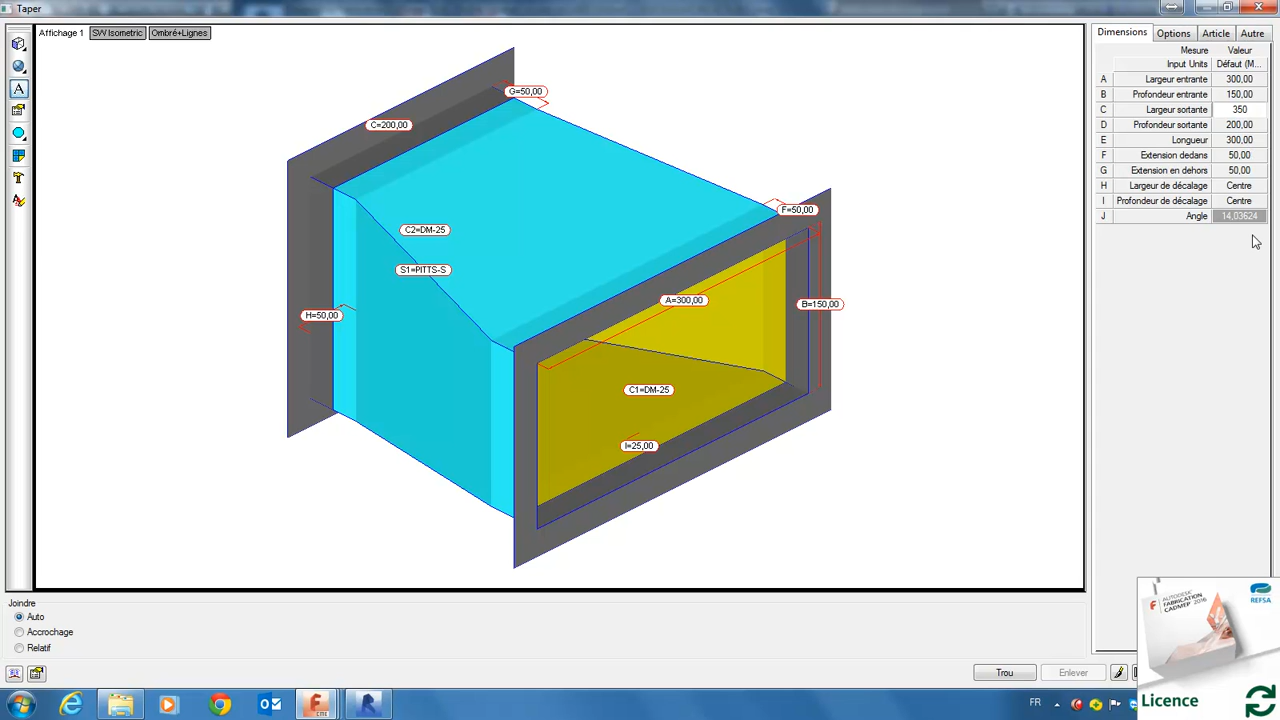 Taper
Affichage 1 SW Isometric Ombré+Lignes
G=50,00
C=200,00
F=50,00
C2=DM-25
S1=PITTS-S
A=300,00
B=150,00
H=50,00
C1=DM-25
I=25,00
Dimensions Options Article Autre
Mesure Valeur
Input Units Défaut (M...
A Largeur entrante 300,00
B Profondeur entrante 150,00
C Largeur sortante 350
D Profondeur sortante 200,00
E Longueur 300,00
F Extension dedans 50,00
G Extension en dehors 50,00
H Largeur de décalage Centre
I Profondeur de décalage Centre
J Angle 14,03624
Joindre
Auto
Accrochage
Relatif
Trou Enlever
AUTODESK
FABRICATION
CADMEP 2016
REFSA
Licence
FR